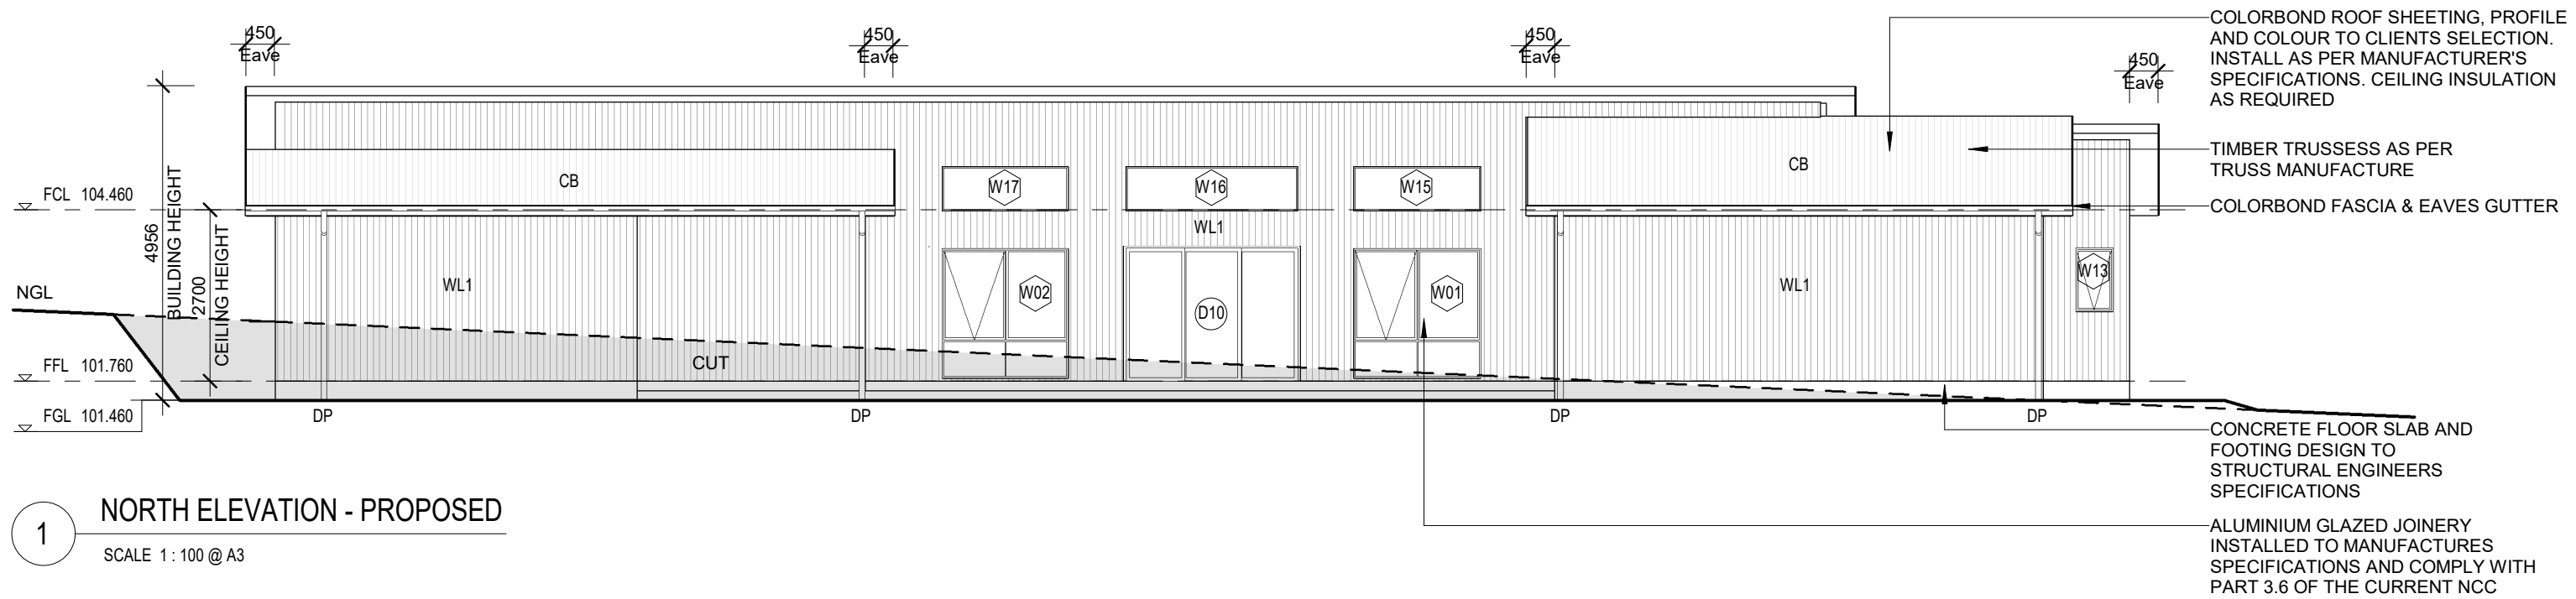 450
Eave
450
Eave
450
Eave
450
Eave
COLORBOND ROOF SHEETING, PROFILE
AND COLOUR TO CLIENTS SELECTION.
INSTALL AS PER MANUFACTURER'S
SPECIFICATIONS. CEILING INSULATION
AS REQUIRED
TIMBER TRUSSESS AS PER
TRUSS MANUFACTURE
COLORBOND FASCIA & EAVES GUTTER
CB
CB
W17
W16
W15
WL1
FCL 104.460
4956
BUILDING HEIGHT
2700
CEILING HEIGHT
NGL
WL1
W02
D10
W01
WL1
W13
CUT
FFL 101.760
FGL 101.460
DP
DP
DP
DP
CONCRETE FLOOR SLAB AND
FOOTING DESIGN TO
STRUCTURAL ENGINEERS
SPECIFICATIONS
ALUMINIUM GLAZED JOINERY
INSTALLED TO MANUFACTURES
SPECIFICATIONS AND COMPLY WITH
PART 3.6 OF THE CURRENT NCC
1
NORTH ELEVATION - PROPOSED
SCALE 1 : 100 @ A3